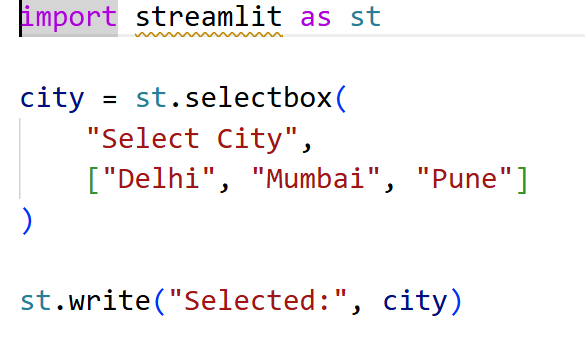 import streamlit as st
city = st.selectbox(
    "Select City",
    ["Delhi", "Mumbai", "Pune"]
)
st.write("Selected:", city)